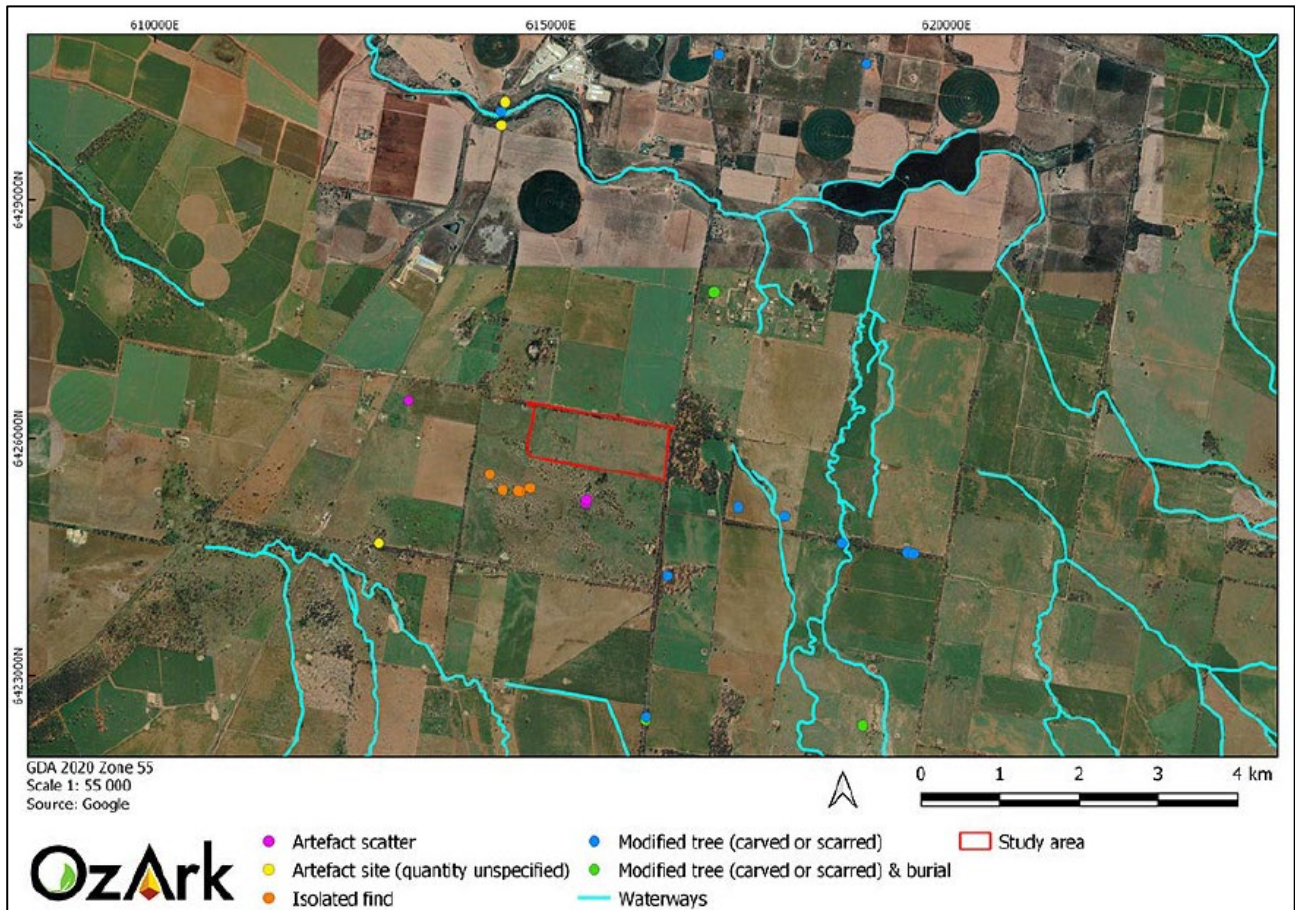 610000E 615000E 620000E
6429000N
6426000N
6423000N
GDA 2020 Zone 55
Scale 1: 55 000
Source: Google
0 1 2 3 4 km
OzArk
Artefact scatter
Artefact site (quantity unspecified)
Isolated find
Modified tree (carved or scarred)
Modified tree (carved or scarred) & burial
Waterways
Study area